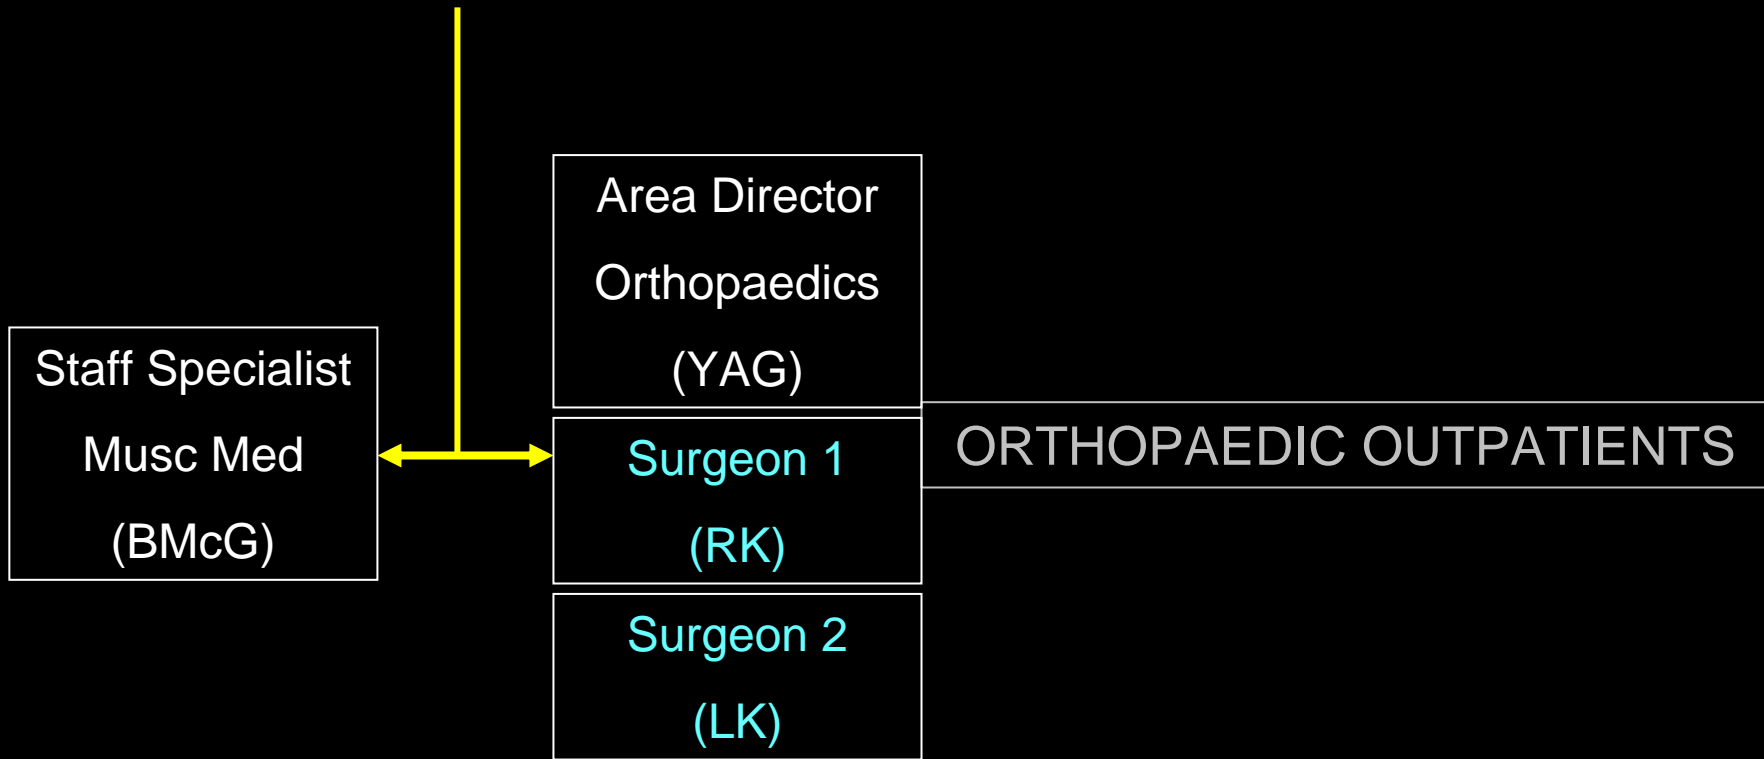 Staff Specialist
Musc Med
(BMcG)
Area Director
Orthopaedics
(YAG)
Surgeon 1
(RK)
Surgeon 2
(LK)
ORTHOPAEDIC OUTPATIENTS